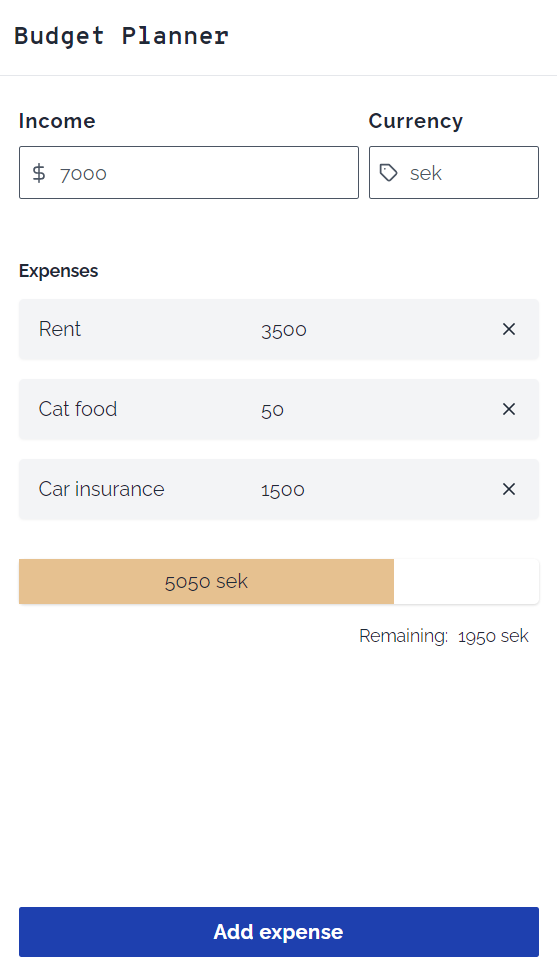 Budget Planner
Income
Currency
$ 7000
sek
Expenses
Rent 3500
Cat food 50
Car insurance 1500
5050 sek
Remaining: 1950 sek
Add expense